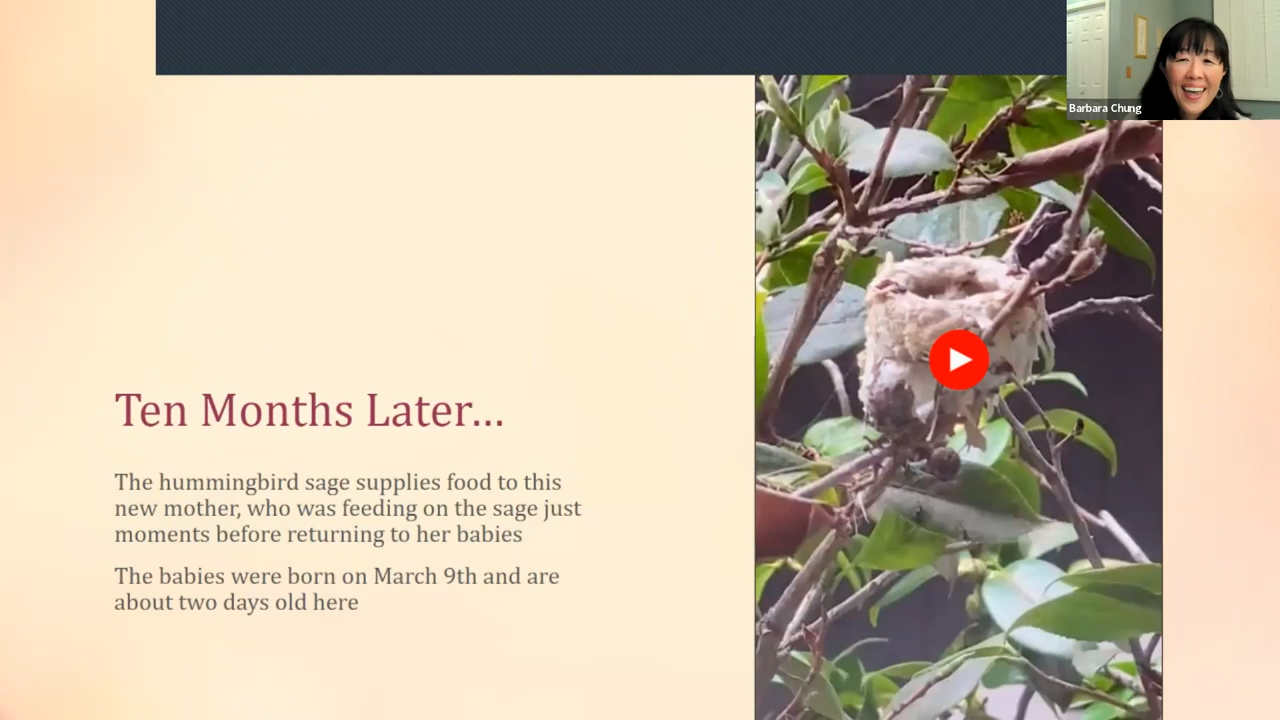 Barbara Chung
Ten Months Later...
The hummingbird sage supplies food to this
new mother, who was feeding on the sage just
moments before returning to her babies
The babies were born on March 9th and are
about two days old here